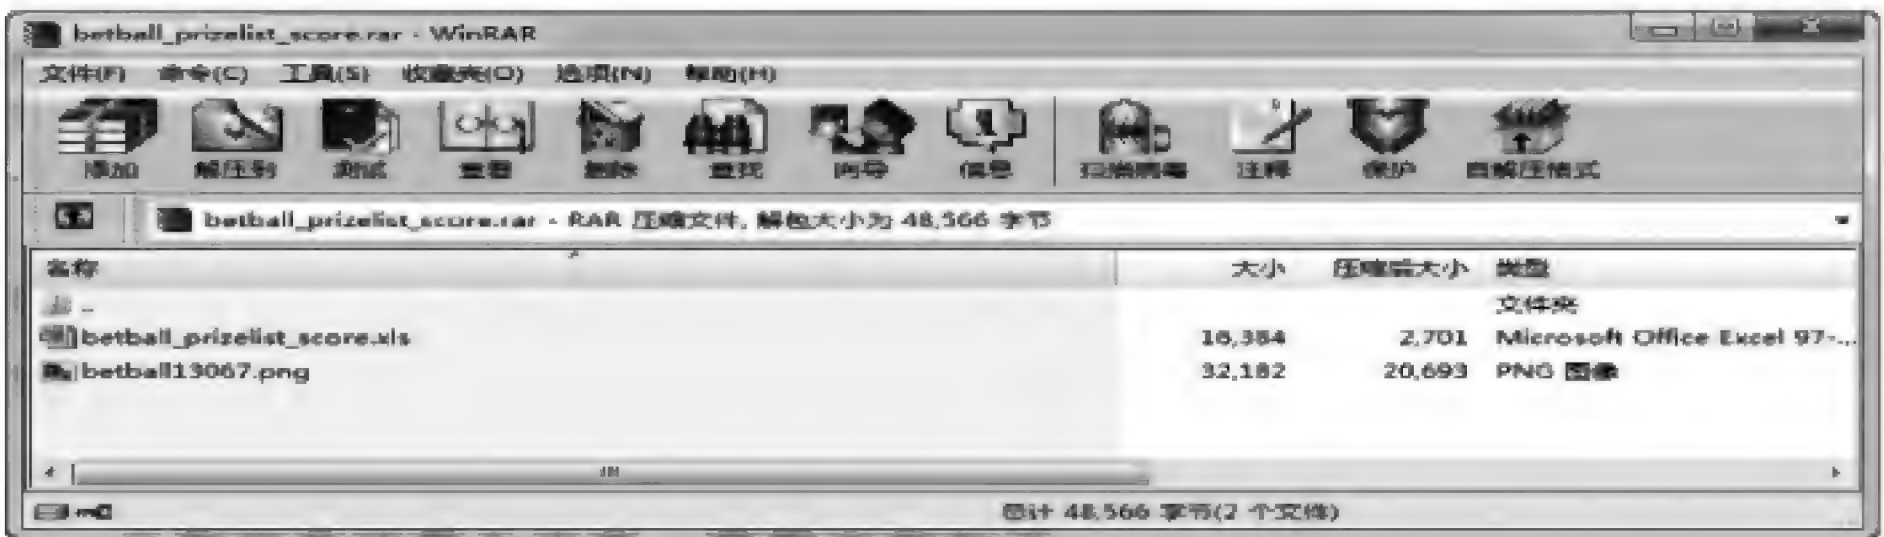 betball_prizelist_score.rar - WinRAR
文件(F) 命令(C) 工具(S) 收藏夹(O) 选项(N) 帮助(H)
添加 解压到 测试 查看 删除 查找 向导 信息 扫描病毒 注释 保护 自解压格式
betball_prizelist_score.rar - RAR 压缩文件, 解包大小为 48,566 字节
名称 大小 压缩后大小 类型
.. 文件夹
betball_prizelist_score.xls 16,384 2,701 Microsoft Office Excel 97-...
betball13067.png 32,182 20,693 PNG 图像
总计 48,566 字节(2 个文件)